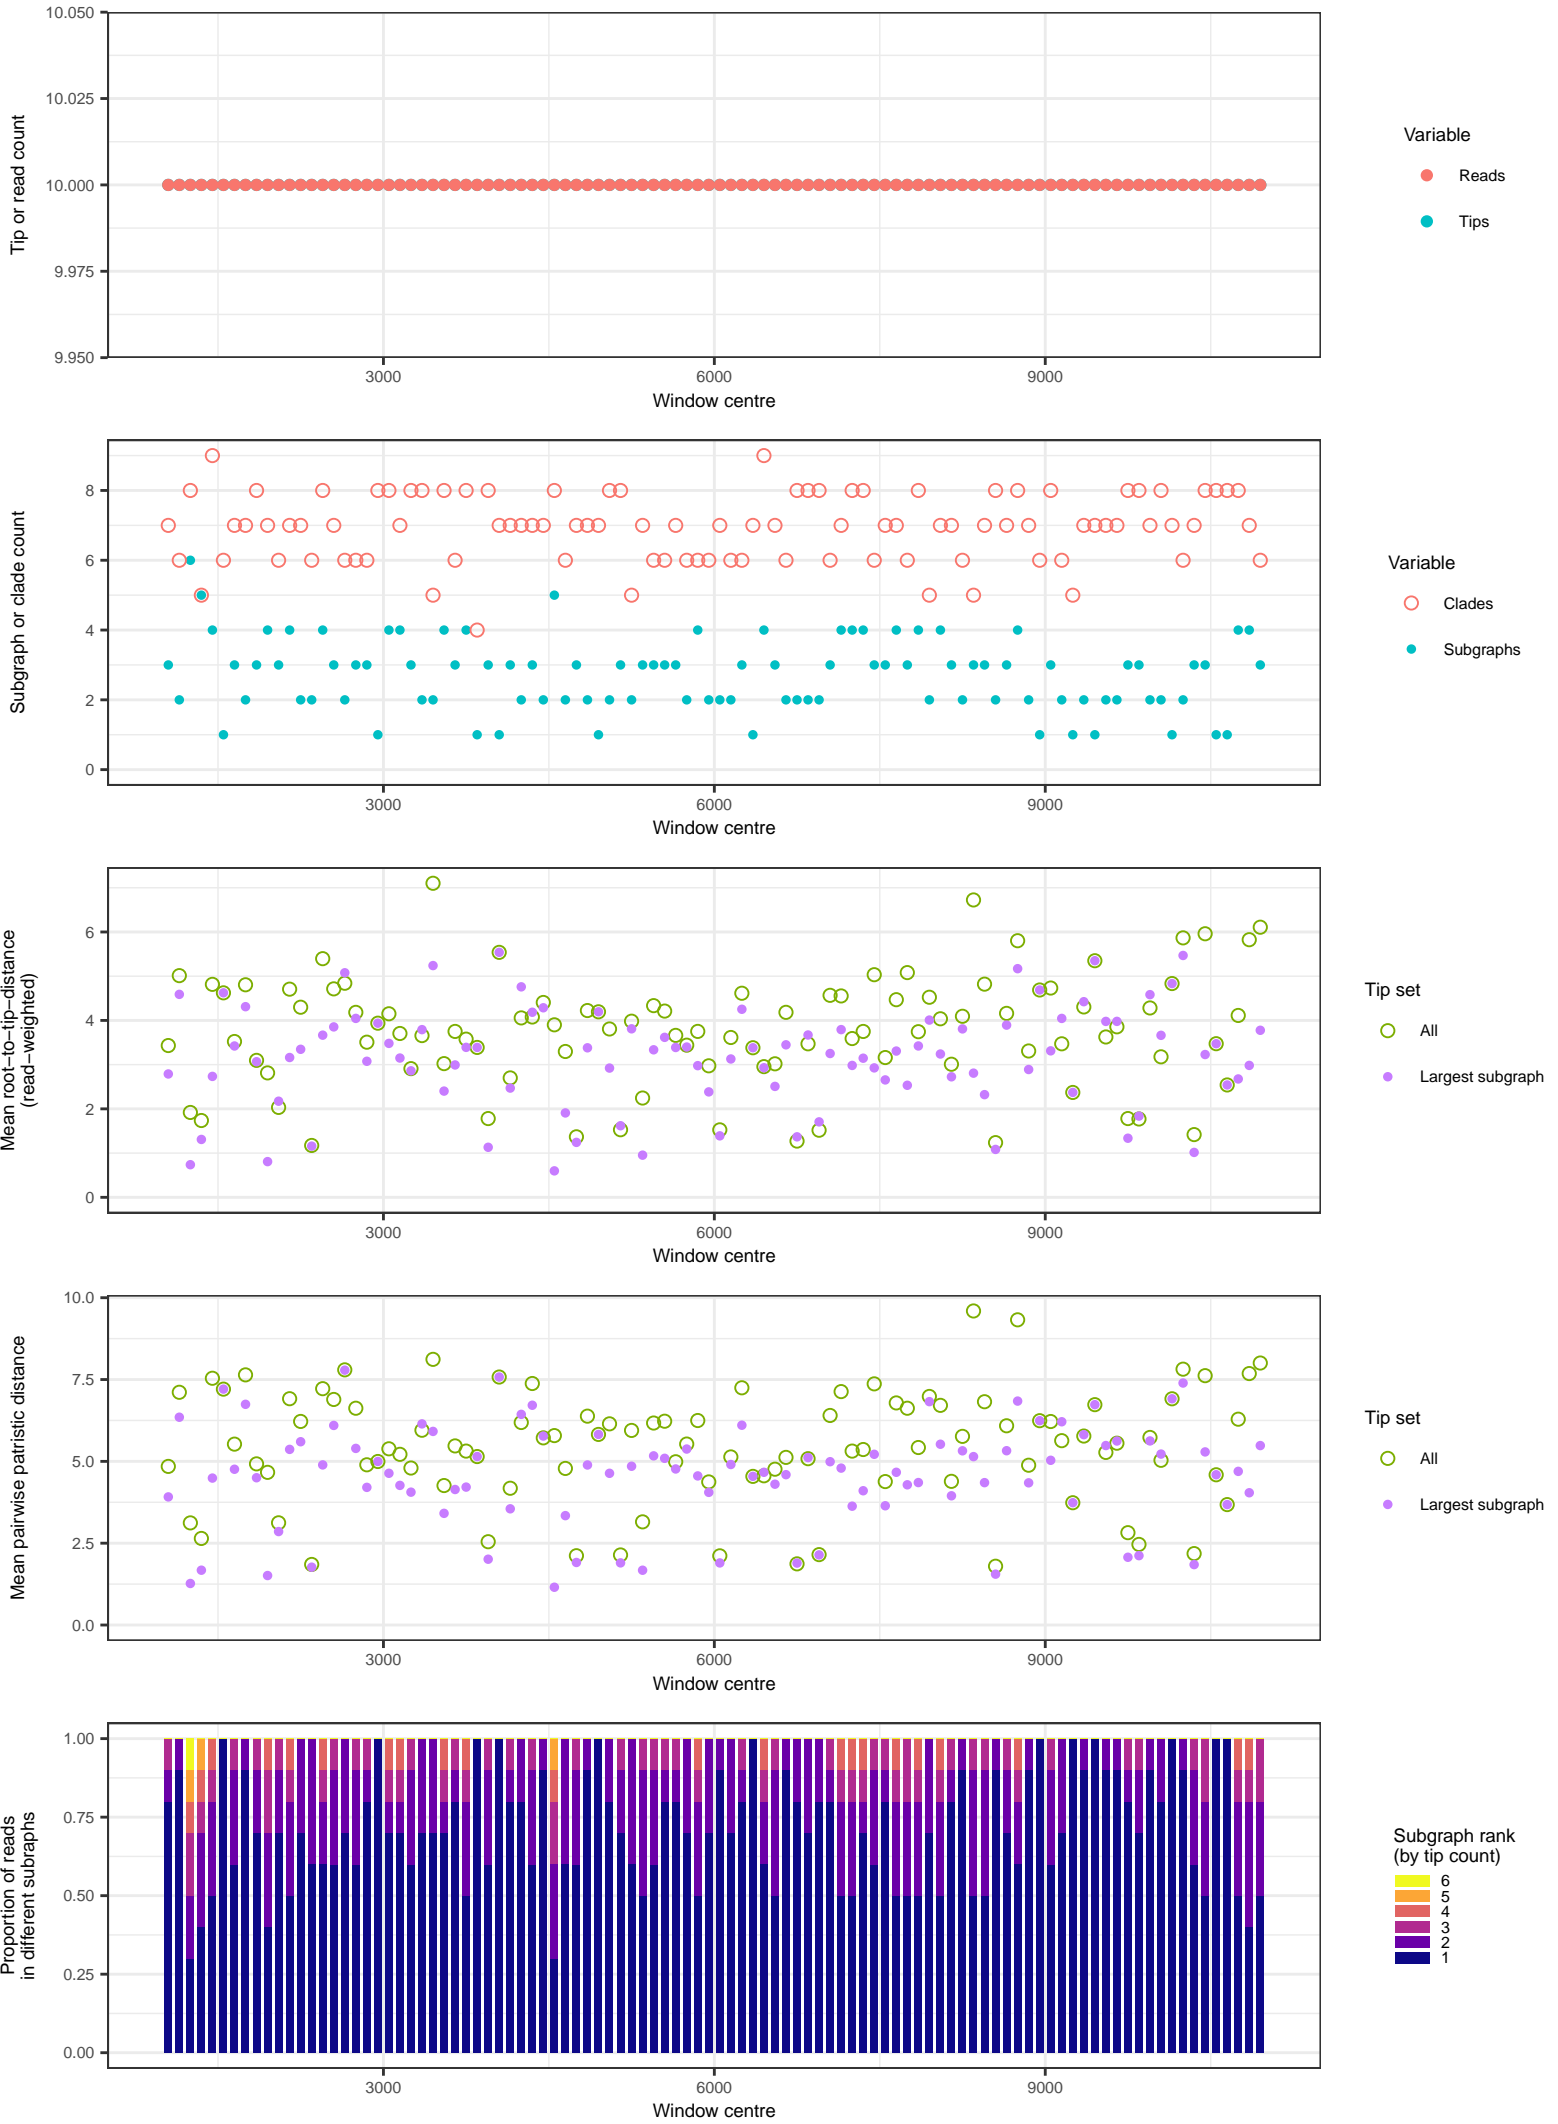 10.050
10.025
10.000
9.975
9.950
Tip or read count
3000 6000 9000
Window centre
Variable
Reads
Tips
8
6
4
2
0
Subgraph or clade count
3000 6000 9000
Window centre
Variable
Clades
Subgraphs
6
4
2
0
Mean root−to−tip−distance
(read−weighted)
3000 6000 9000
Window centre
Tip set
All
Largest subgraph
10.0
7.5
5.0
2.5
0.0
Mean pairwise patristic distance
3000 6000 9000
Window centre
Tip set
All
Largest subgraph
1.00
0.75
0.50
0.25
0.00
Proportion of reads
in different subraphs
3000 6000 9000
Window centre
Subgraph rank
(by tip count)
6
5
4
3
2
1